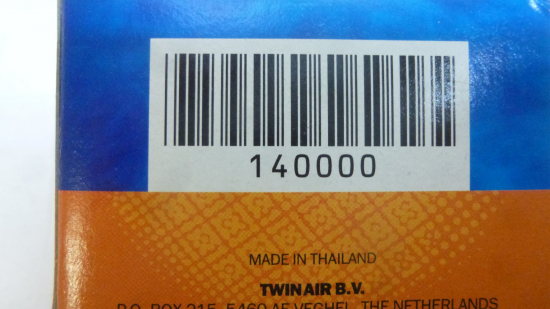 140000
MADE IN THAILAND
TWIN AIR B.V.
P.O. BOX 215, 5460 AE VEGHEL, THE NETHERLANDS